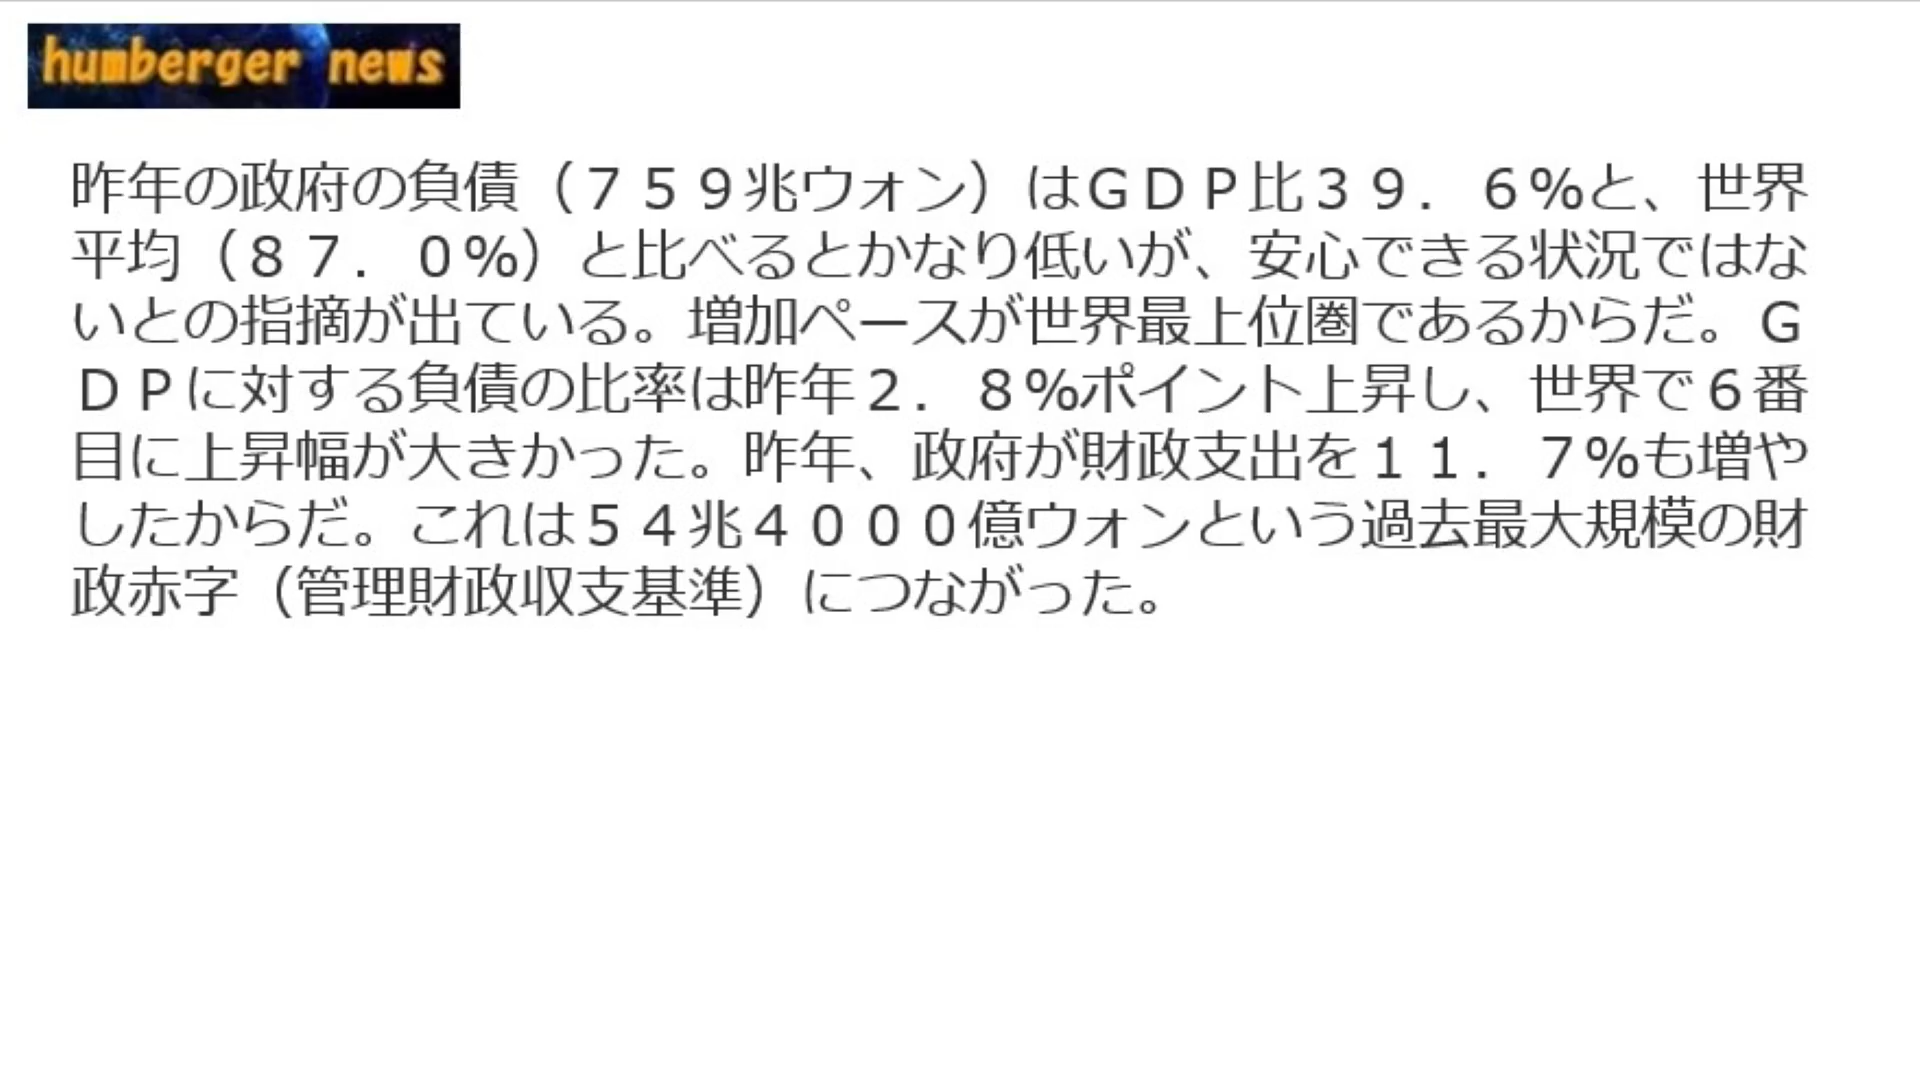 humberger news
昨年の政府の負債（７５９兆ウォン）はＧＤＰ比３９．６％と、世界
平均（８７．０％）と比べるとかなり低いが、安心できる状況ではな
いとの指摘が出ている。増加ペースが世界最上位圏であるからだ。Ｇ
ＤＰに対する負債の比率は昨年２．８％ポイント上昇し、世界で６番
目に上昇幅が大きかった。昨年、政府が財政支出を１１．７％も増や
したからだ。これは５４兆４０００億ウォンという過去最大規模の財
政赤字（管理財政収支基準）につながった。